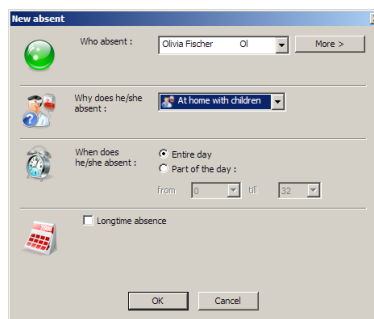 New absent
Who absent :
Olivia Fischer Ol
More >
Why does he/she
absent :
At home with children
When does
he/she absent :
Entire day
Part of the day :
from 0 till 32
Longtime absence
OK
Cancel